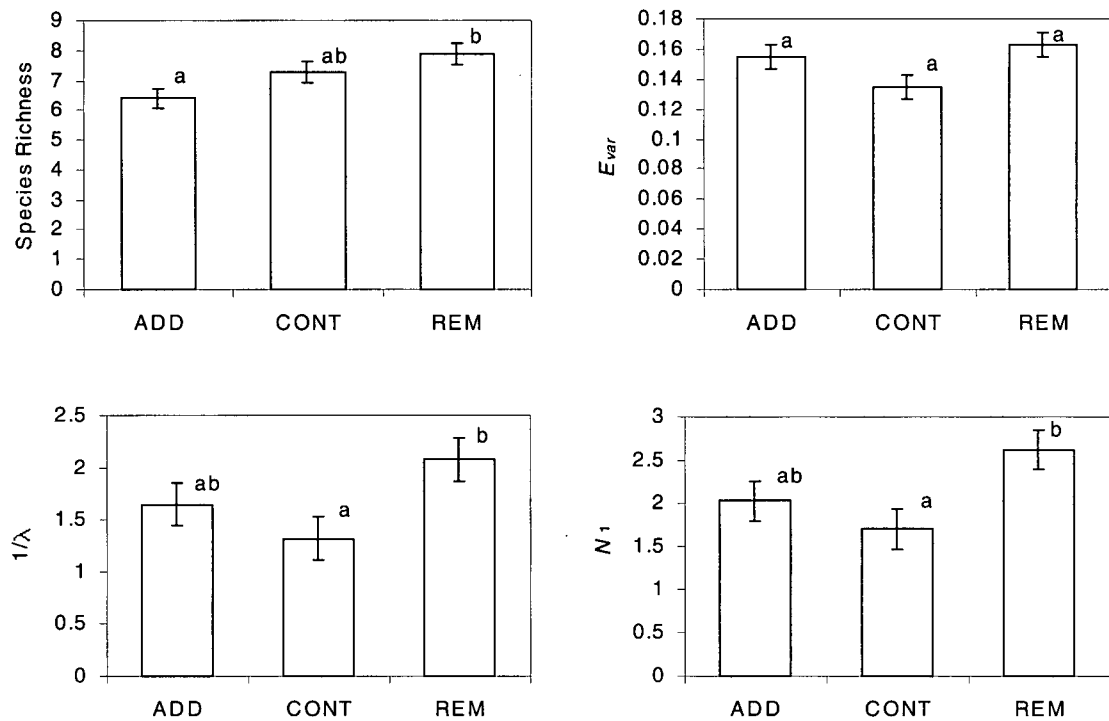 Species Richness
9
8
7
6
5
4
3
2
1
0
a
ab
b
ADD CONT REM
Evar
0.18
0.16
0.14
0.12
0.1
0.08
0.06
0.04
0.02
0
a
a
a
ADD CONT REM
1/λ
2.5
2
1.5
1
0.5
0
ab
a
b
ADD CONT REM
N1
3
2.5
2
1.5
1
0.5
0
ab
a
b
ADD CONT REM